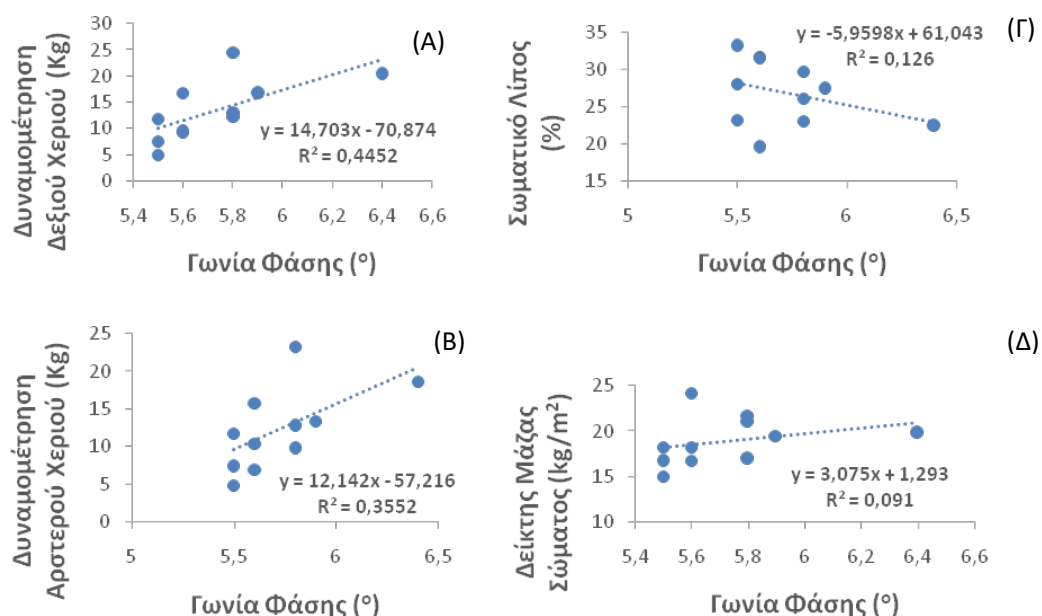 (Α)
Δυναμομέτρηση
Δεξιού Χεριού (Kg)
30
25
20
15
10
5
0
y = 14,703x - 70,874
R² = 0,4452
5,4 5,6 5,8 6 6,2 6,4 6,6
Γωνία Φάσης (°)
(Γ)
Σωματικό Λίπος
(%)
35
30
25
20
15
y = -5,9598x + 61,043
R² = 0,126
5 5,5 6 6,5
Γωνία Φάσης (°)
(Β)
Δυναμομέτρηση
Αρστερού Χεριού (Kg)
25
20
15
10
5
0
y = 12,142x - 57,216
R² = 0,3552
5 5,5 6 6,5
Γωνία Φάσης (°)
(Δ)
Δείκτης Μάζας
Σώματος (kg/m²)
25
20
15
10
y = 3,075x + 1,293
R² = 0,091
5,4 5,6 5,8 6 6,2 6,4 6,6
Γωνία Φάσης (°)